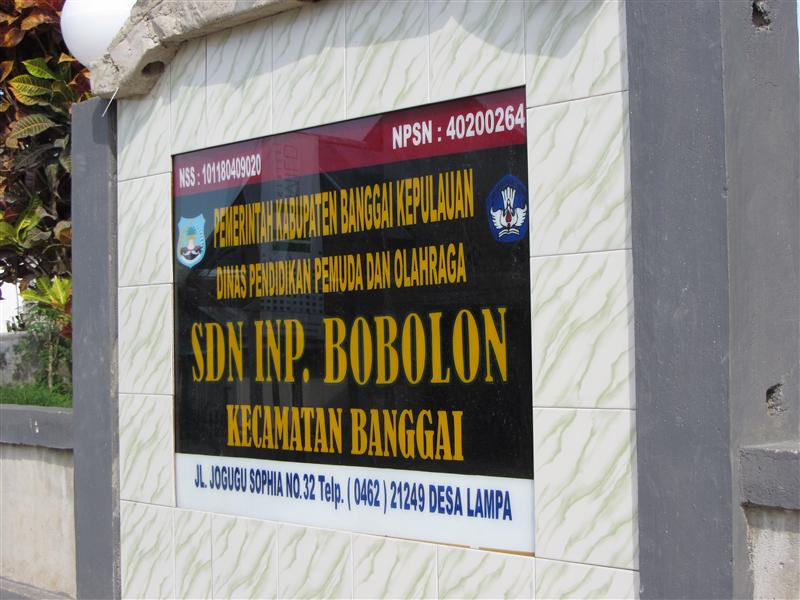 NSS : 101180409020
NPSN : 40200264
PEMERINTAH KABUPATEN BANGGAI KEPULAUAN
DINAS PENDIDIKAN PEMUDA DAN OLAHRAGA
SDN INP. BOBOLON
KECAMATAN BANGGAI
JL. JOGUGU SOPHIA NO.32 Telp. ( 0462 ) 21249 DESA LAMPA